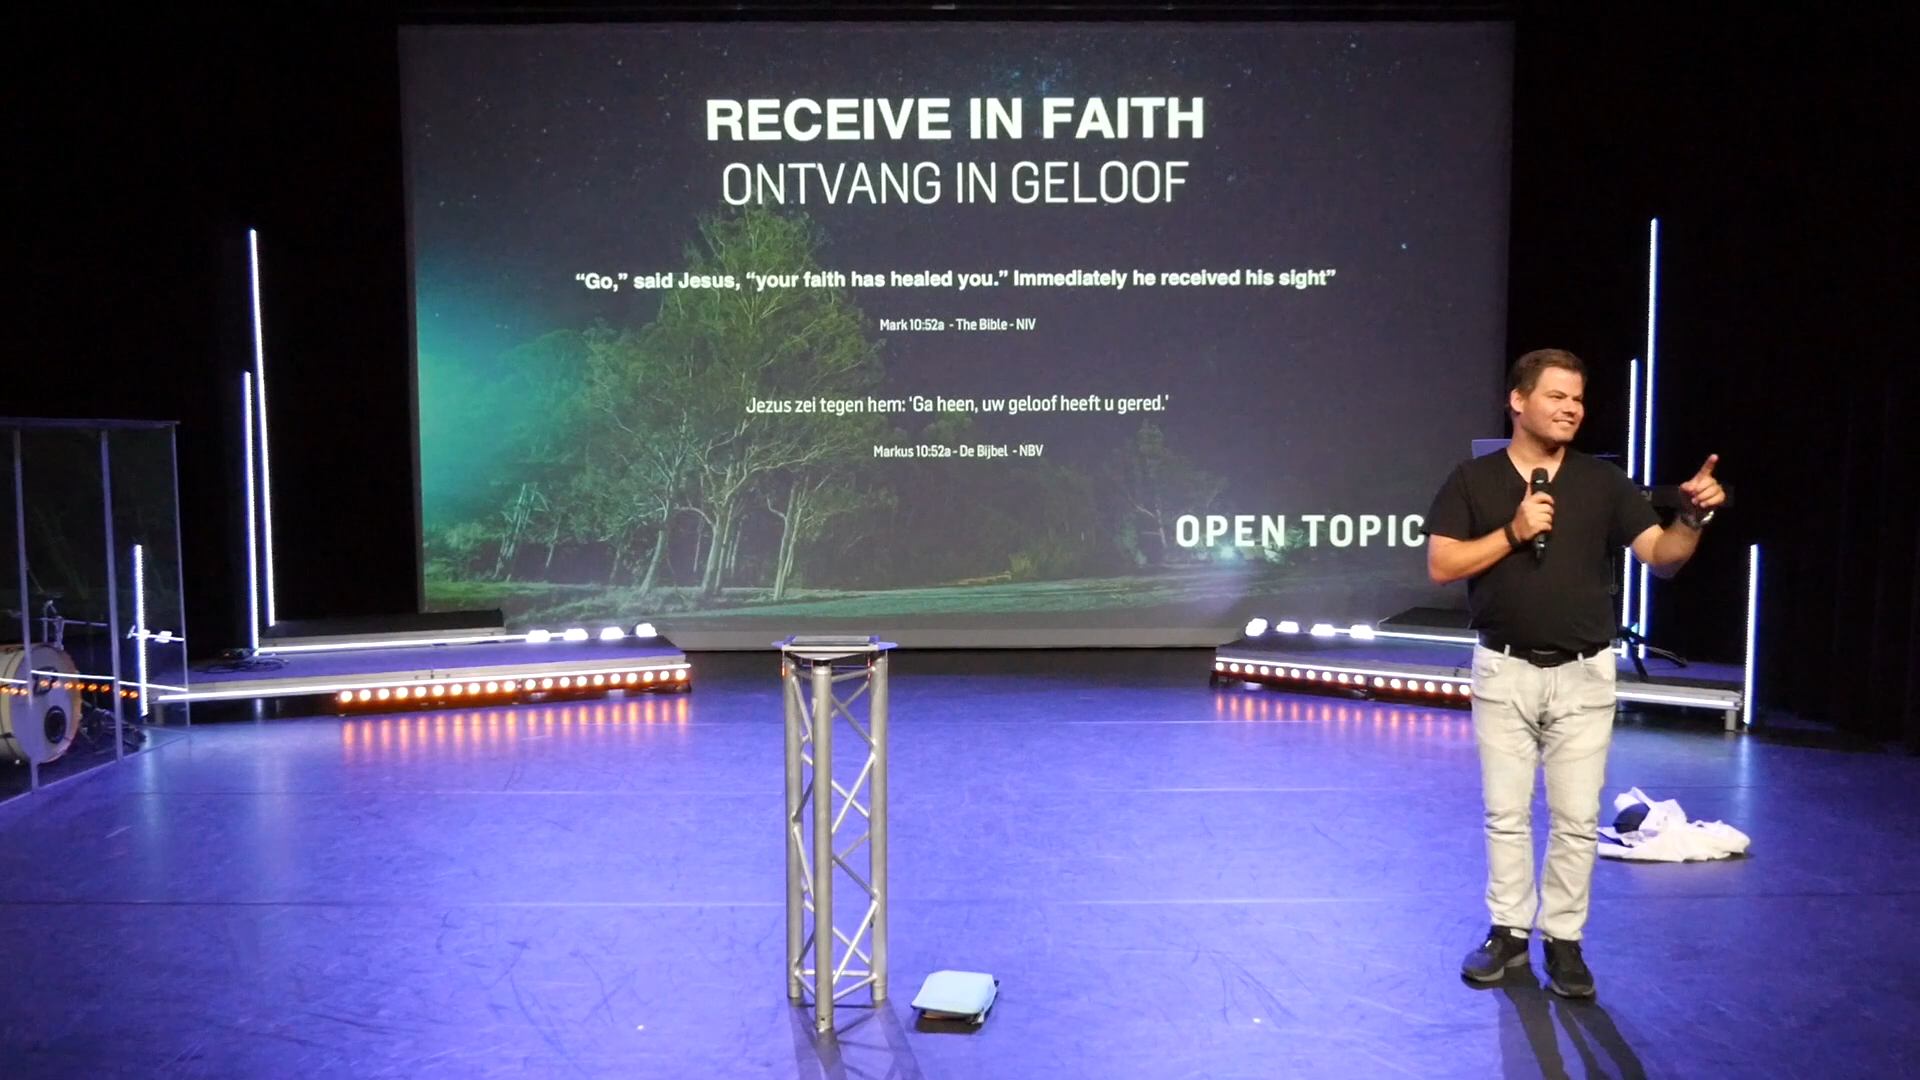 RECEIVE IN FAITH
ONTVANG IN GELOOF
“Go,” said Jesus, “your faith has healed you.” Immediately he received his sight”
Mark 10:52a - The Bible - NIV
Jezus zei tegen hem: 'Ga heen, uw geloof heeft u gered.'
Markus 10:52a - De Bijbel - NBV
OPEN TOPIC